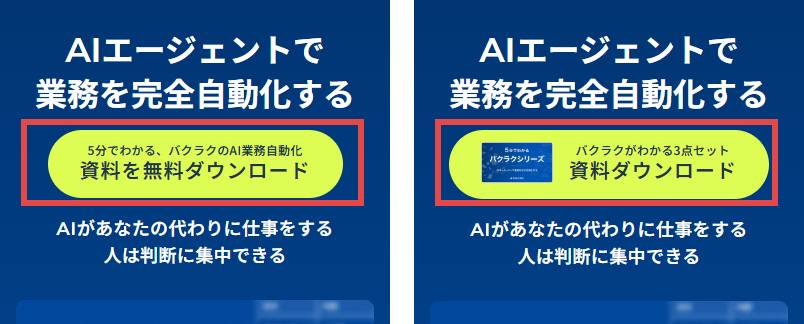 AIエージェントで
業務を完全自動化する
5分でわかる、バクラクのAI業務自動化
資料を無料ダウンロード
AIがあなたの代わりに仕事をする
人は判断に集中できる
AIエージェントで
業務を完全自動化する
5分でわかる
バクラクシリーズ
バクラクがわかる3点セット
資料ダウンロード
AIがあなたの代わりに仕事をする
人は判断に集中できる